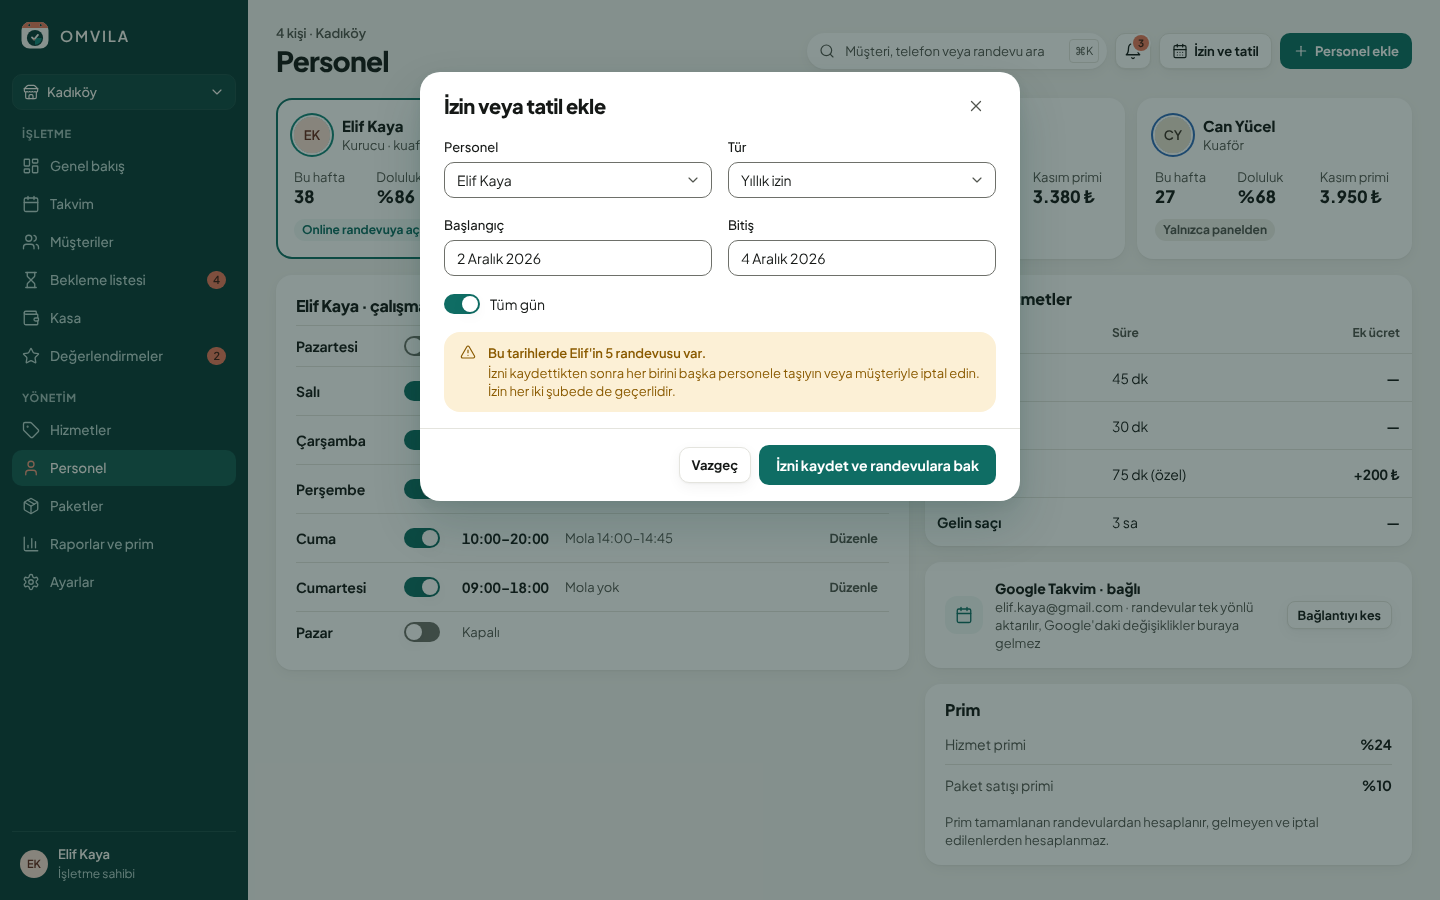 OMVILA
Kadıköy
İŞLETME
Genel bakış
Takvim
Müşteriler
Bekleme listesi
4
Kasa
Değerlendirmeler
2
YÖNETİM
Hizmetler
Personel
Paketler
Raporlar ve prim
Ayarlar
EK
Elif Kaya
İşletme sahibi
4 kişi · Kadıköy
Personel
Müşteri, telefon veya randevu ara
⌘K
3
İzin ve tatil
Personel ekle
EK
Elif Kaya
Kurucu · kuaf
Bu hafta
Doluluk
38
%86
Online randevuya aç
Kasım primi
3.380 ₺
CY
Can Yücel
Kuaför
Bu hafta
Doluluk
Kasım primi
27
%68
3.950 ₺
Yalnızca panelden
İzin veya tatil ekle
Personel
Tür
Elif Kaya
Yıllık izin
Başlangıç
Bitiş
2 Aralık 2026
4 Aralık 2026
Tüm gün
Bu tarihlerde Elif'in 5 randevusu var.
İzni kaydettikten sonra her birini başka personele taşıyın veya müşteriyle iptal edin.
İzin her iki şubede de geçerlidir.
Vazgeç
İzni kaydet ve randevulara bak
Elif Kaya · çalışma
Pazartesi
Salı
Çarşamba
Perşembe
Cuma
10:00–20:00
Mola 14:00–14:45
Düzenle
Cumartesi
09:00–18:00
Mola yok
Düzenle
Pazar
Kapalı
metler
Süre
Ek ücret
45 dk
—
30 dk
—
75 dk (özel)
+200 ₺
Gelin saçı
3 sa
—
Google Takvim · bağlı
elif.kaya@gmail.com · randevular tek yönlü
aktarılır, Google'daki değişiklikler buraya
gelmez
Bağlantıyı kes
Prim
Hizmet primi
%24
Paket satışı primi
%10
Prim tamamlanan randevulardan hesaplanır, gelmeyen ve iptal
edilenlerden hesaplanmaz.